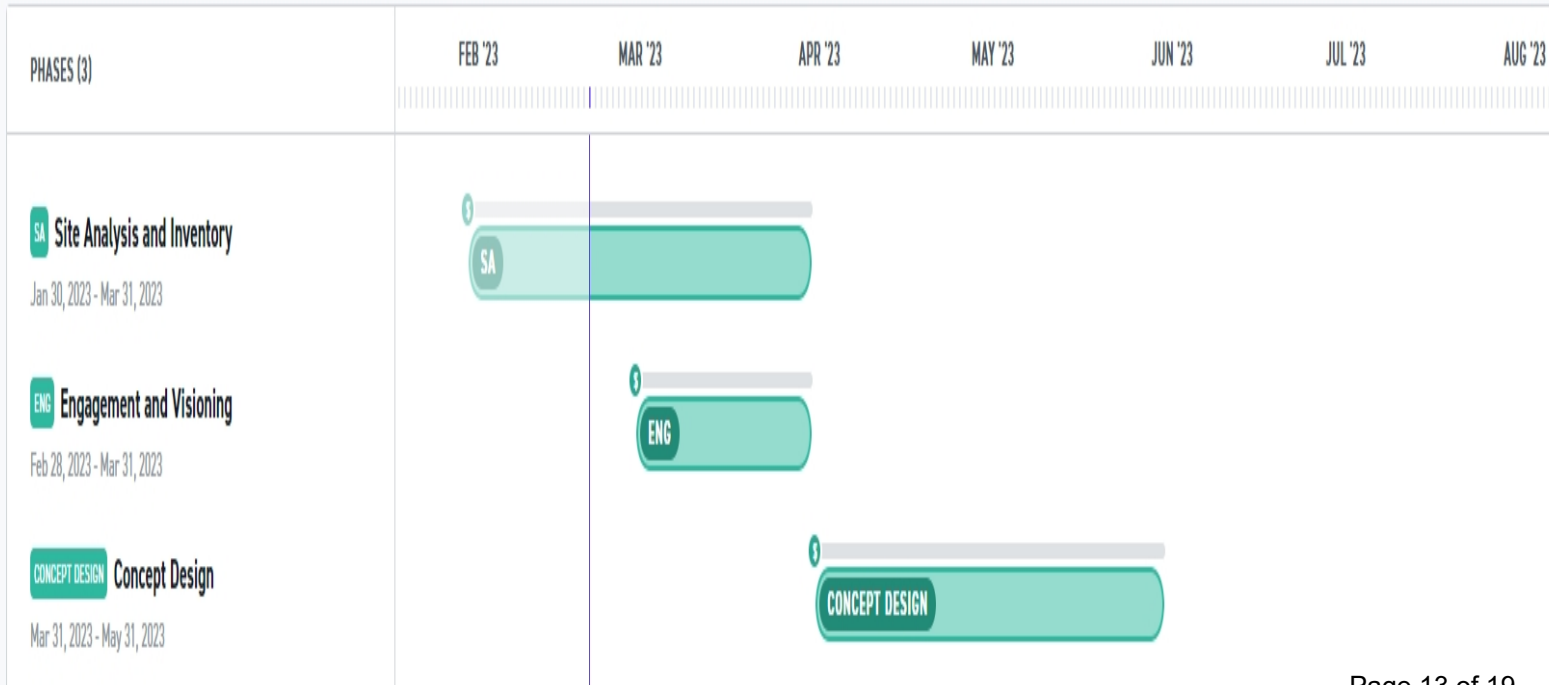 PHASES (3)
FEB '23 MAR '23 APR '23 MAY '23 JUN '23 JUL '23 AUG '23
SA Site Analysis and Inventory
Jan 30, 2023 - Mar 31, 2023
$
SA
ENG Engagement and Visioning
Feb 28, 2023 - Mar 31, 2023
$
ENG
CONCEPT DESIGN Concept Design
Mar 31, 2023 - May 31, 2023
$
CONCEPT DESIGN
Page 13 of 19